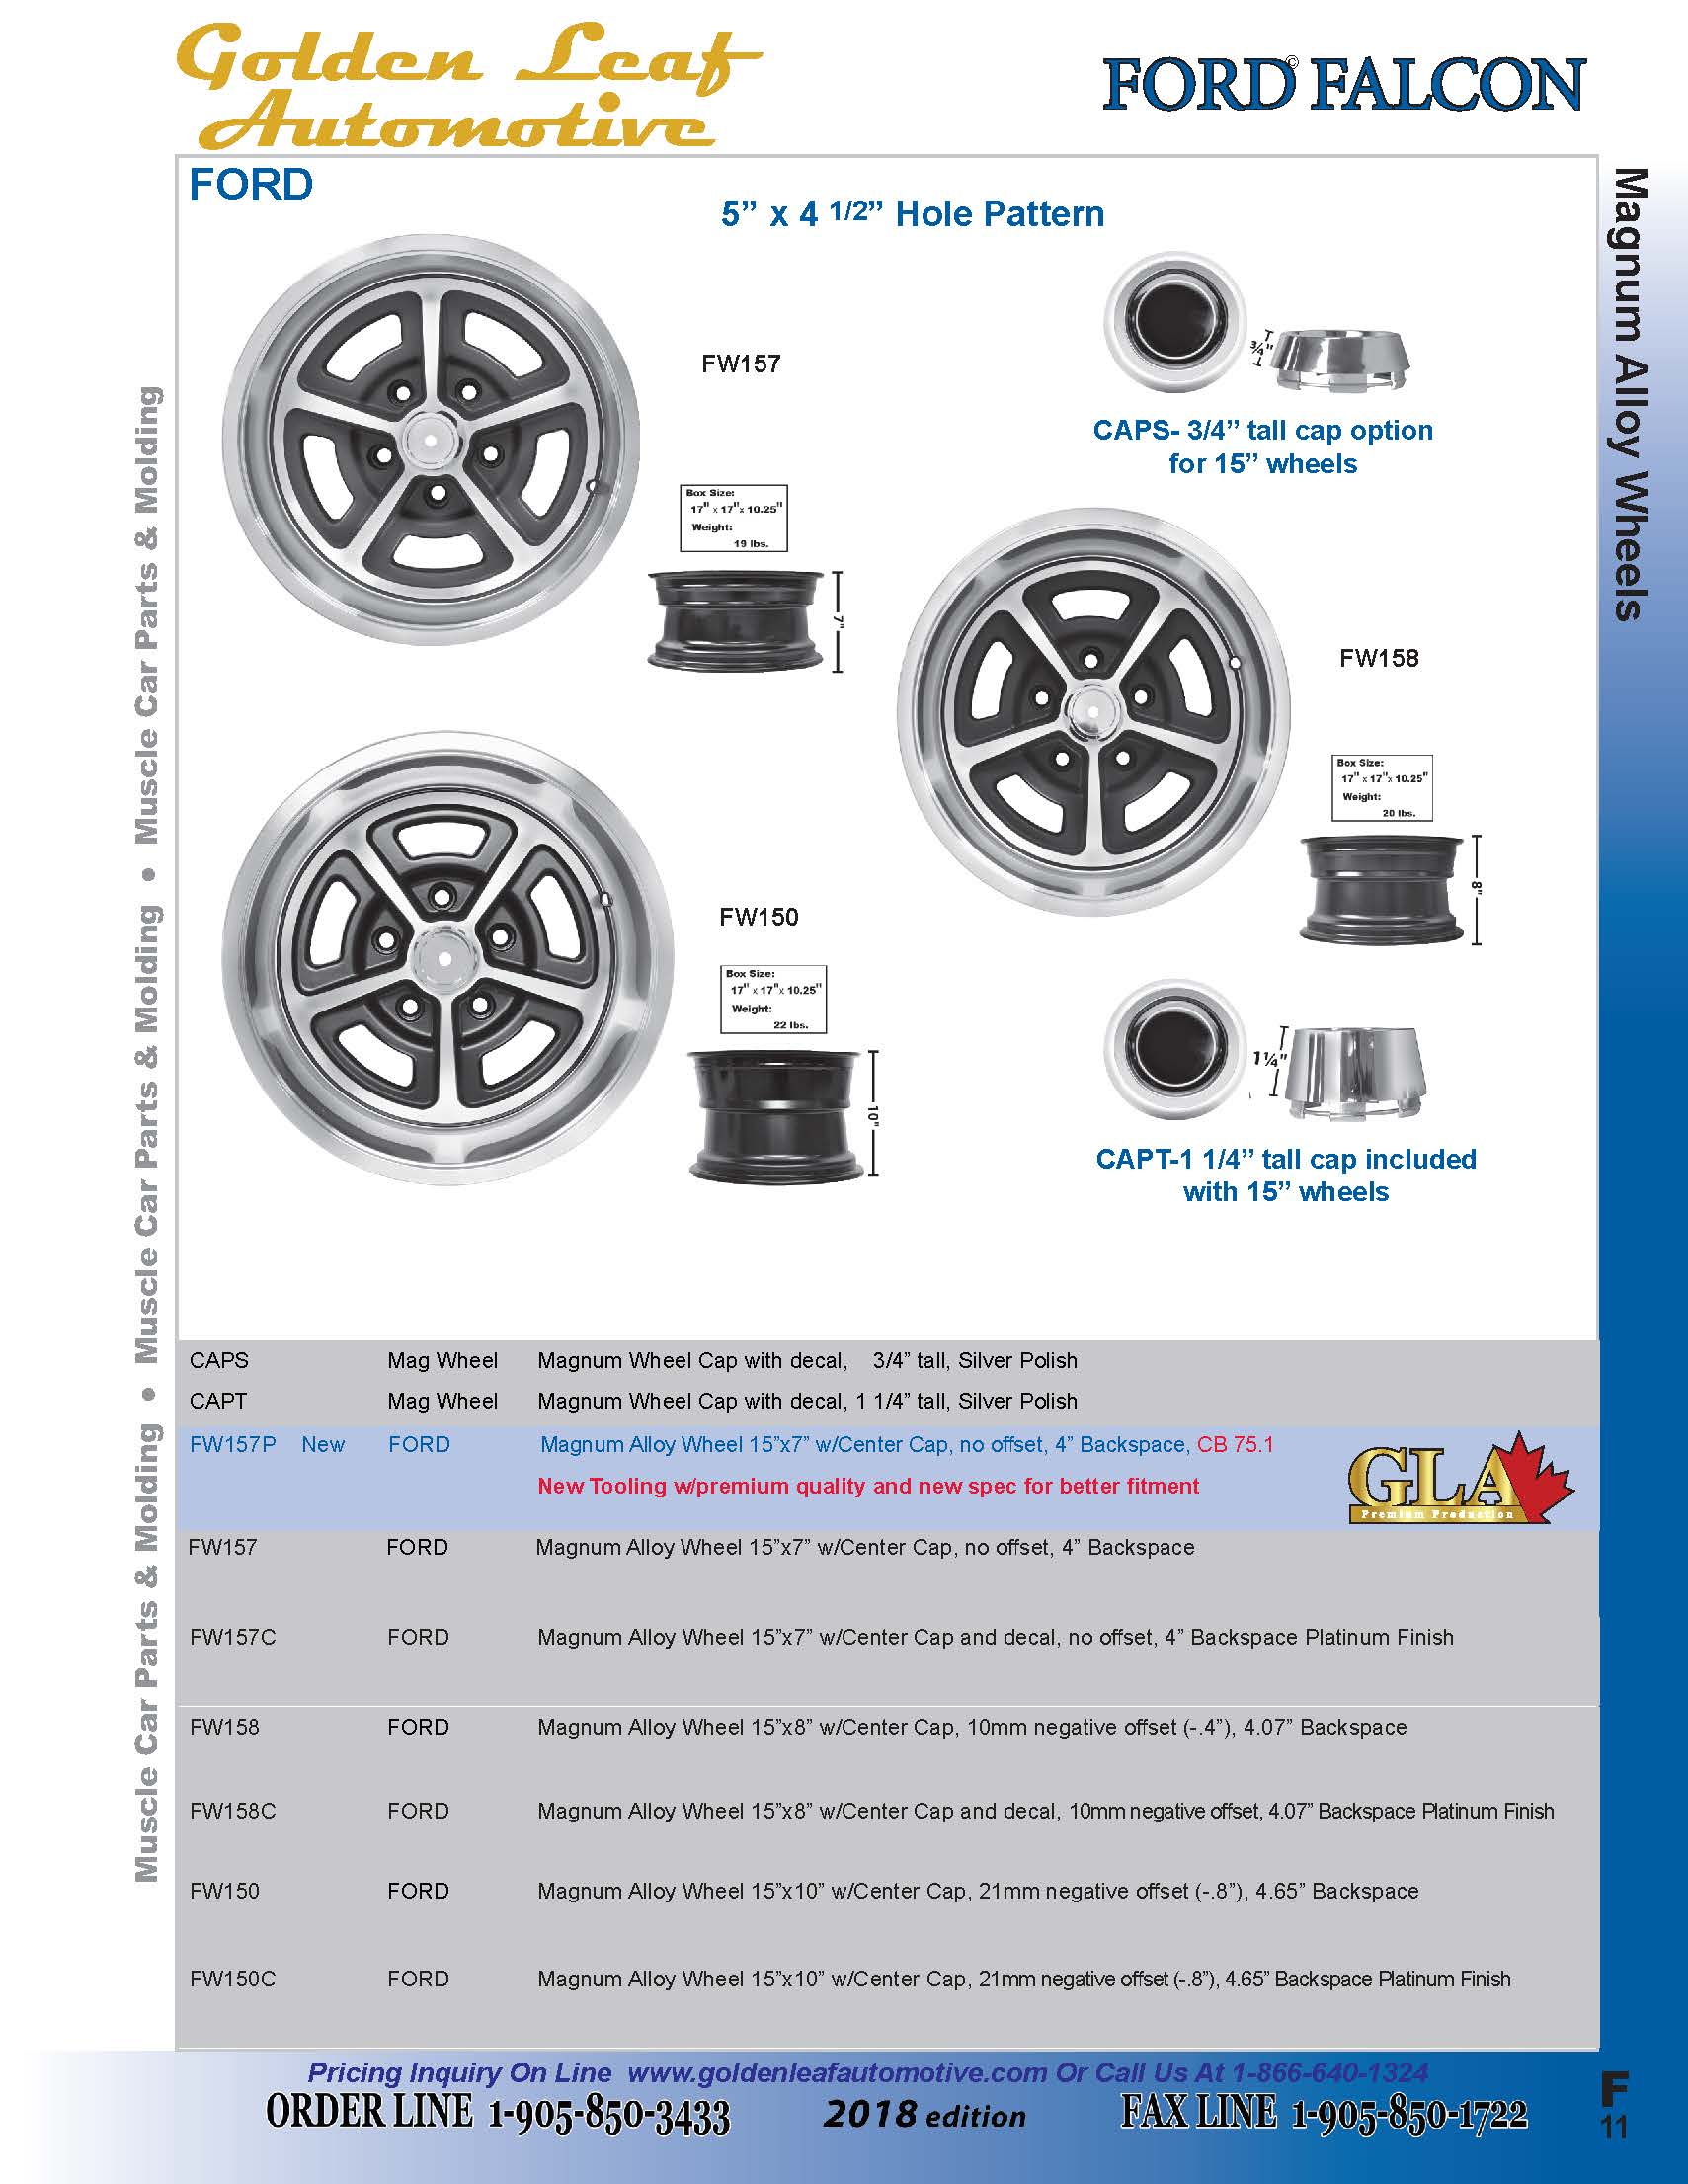 Golden Leaf
Automotive
FORD© FALCON
FORD
5” x 4 1/2” Hole Pattern
FW157
3/4"
CAPS- 3/4” tall cap option
for 15” wheels
Box Size:
17" x 17"x 10.25"
Weight:
19 lbs.
7"
FW158
Box Size:
17" x 17"x 10.25"
Weight:
20 lbs.
8"
FW150
Box Size:
17" x 17"x 10.25"
Weight:
22 lbs.
10"
1¼"
CAPT-1 1/4” tall cap included
with 15” wheels
CAPS Mag Wheel Magnum Wheel Cap with decal, 3/4” tall, Silver Polish
CAPT Mag Wheel Magnum Wheel Cap with decal, 1 1/4” tall, Silver Polish
FW157P New FORD Magnum Alloy Wheel 15”x7” w/Center Cap, no offset, 4” Backspace, CB 75.1
New Tooling w/premium quality and new spec for better fitment
GLA
Premium Production
FW157 FORD Magnum Alloy Wheel 15”x7” w/Center Cap, no offset, 4” Backspace
FW157C FORD Magnum Alloy Wheel 15”x7” w/Center Cap and decal, no offset, 4” Backspace Platinum Finish
FW158 FORD Magnum Alloy Wheel 15”x8” w/Center Cap, 10mm negative offset (-.4”), 4.07” Backspace
FW158C FORD Magnum Alloy Wheel 15”x8” w/Center Cap and decal, 10mm negative offset, 4.07” Backspace Platinum Finish
FW150 FORD Magnum Alloy Wheel 15”x10” w/Center Cap, 21mm negative offset (-.8”), 4.65” Backspace
FW150C FORD Magnum Alloy Wheel 15”x10” w/Center Cap, 21mm negative offset (-.8”), 4.65” Backspace Platinum Finish
Muscle Car Parts & Molding • Muscle Car Parts & Molding • Muscle Car Parts & Molding
Magnum Alloy Wheels
Pricing Inquiry On Line www.goldenleafautomotive.com Or Call Us At 1-866-640-1324
ORDER LINE 1-905-850-3433 2018 edition FAX LINE 1-905-850-1722
F
11